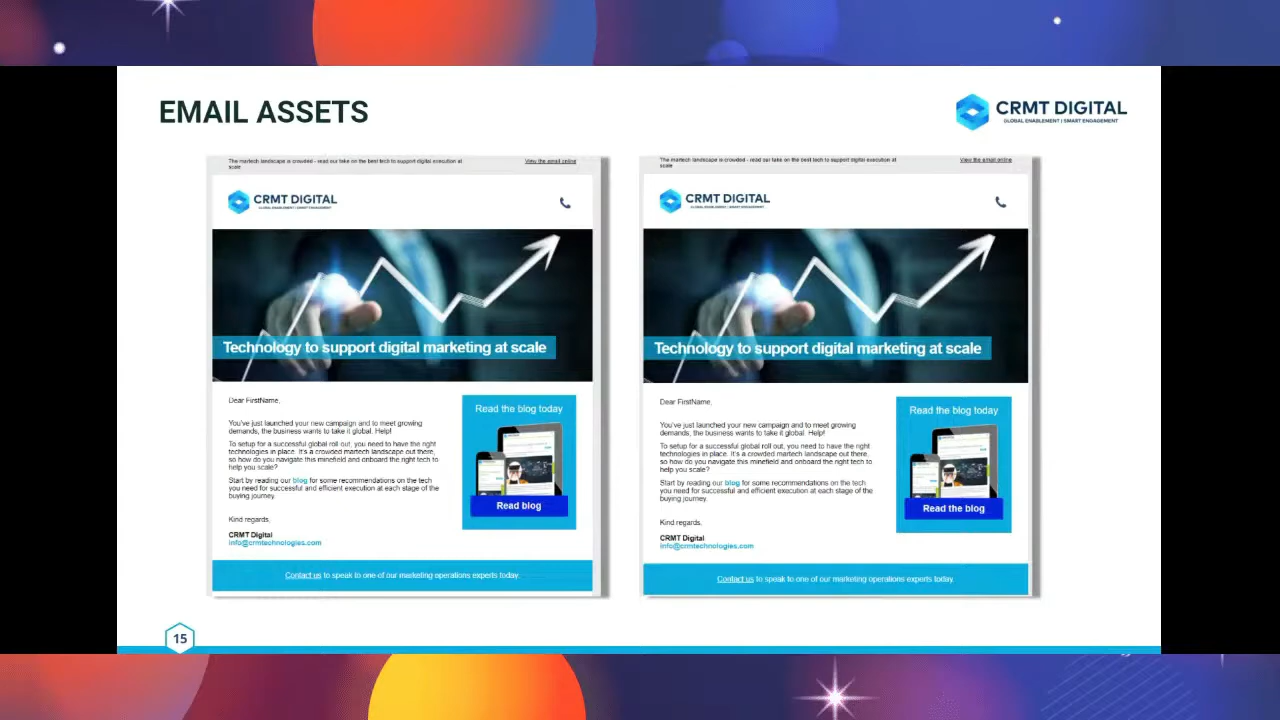 EMAIL ASSETS
CRMT DIGITAL
GLOBAL ENABLEMENT | SMART ENGAGEMENT
The martech landscape is crowded - read our take on the best tech to support digital execution at
scale
View the email online
CRMT DIGITAL
GLOBAL ENABLEMENT | SMART ENGAGEMENT
Technology to support digital marketing at scale
Dear FirstName,
You've just launched your new campaign and to meet growing
demands, the business wants to take it global. Help!
To setup for a successful global roll out, you need to have the right
technologies in place. It's a crowded martech landscape out there,
so how do you navigate this minefield and onboard the right tech to
help you scale?
Start by reading our blog for some recommendations on the tech
you need for successful and efficient execution at each stage of the
buying journey.
Kind regards,
CRMT Digital
info@crmtechnologies.com
Read the blog today
Read blog
Contact us to speak to one of our marketing operations experts today.
The martech landscape is crowded - read our take on the best tech to support digital execution at
scale
View the email online
CRMT DIGITAL
GLOBAL ENABLEMENT | SMART ENGAGEMENT
Technology to support digital marketing at scale
Dear FirstName,
You've just launched your new campaign and to meet growing
demands, the business wants to take it global. Help!
To setup for a successful global roll out, you need to have the right
technologies in place. It's a crowded martech landscape out there,
so how do you navigate this minefield and onboard the right tech to
help you scale?
Start by reading our blog for some recommendations on the tech
you need for successful and efficient execution at each stage of the
buying journey.
Kind regards,
CRMT Digital
info@crmtechnologies.com
Read the blog today
Read the blog
Contact us to speak to one of our marketing operations experts today.
15